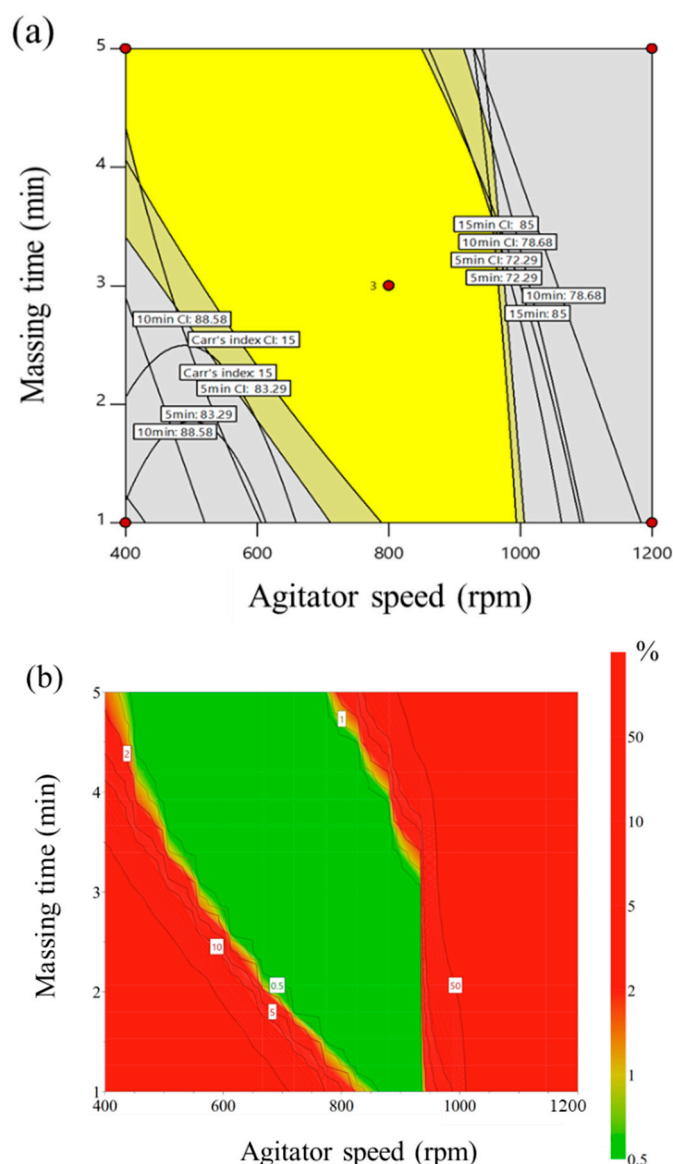 (a)
5
4
3
2
1
Massing time (min)
3
15min CI: 85
10min CI: 78.68
5min CI: 72.29
5min: 72.29
10min: 78.68
15min: 85
10min CI: 88.58
Carr's index CI: 15
Carr's index: 15
5min CI: 83.29
5min: 83.29
10min: 88.58
400 600 800 1000 1200
Agitator speed (rpm)
(b)
%
5
4
3
2
1
Massing time (min)
1
2
10
0.5
5
50
50
10
5
2
1
0.5
400 600 800 1000 1200
Agitator speed (rpm)